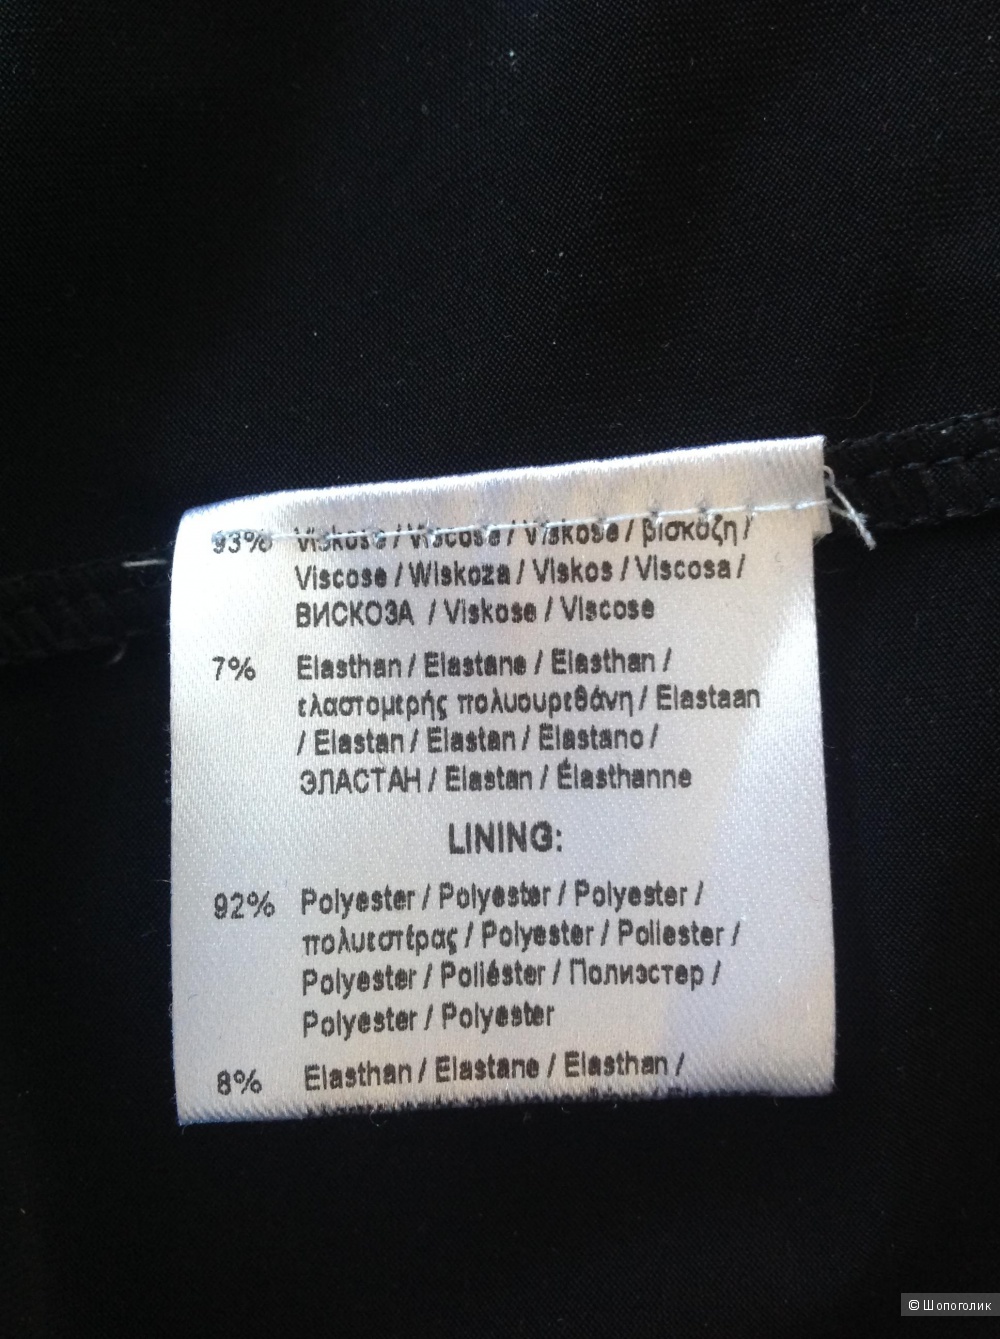 93% Viskose / Viscose / Viskose / βισκόζη /
Viscose / Wiskoza / Viskos / Viscosa /
ВИСКОЗА / Viskose / Viscose
7% Elasthan / Elastane / Elasthan /
ελαστομερής πολυουρεθάνη / Elastaan
/ Elastan / Elastan / Elastano /
ЭЛАСТАН / Elastan / Élasthanne
LINING:
92% Polyester / Polyester / Polyester /
πολυεστέρας / Polyester / Poliester /
Polyester / Poliéster / Полиэстер /
Polyester / Polyester
8% Elasthan / Elastane / Elasthan /
© Шопоголик